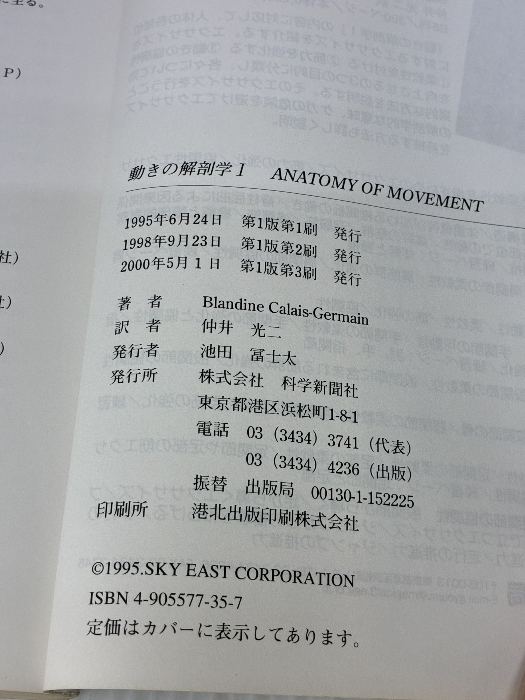 に至る。
P)
社)
社)
)
動きの解剖学 I ANATOMY OF MOVEMENT
1995年6月24日 第1版第1刷 発行
1998年9月23日 第1版第2刷 発行
2000年5月1日 第1版第3刷 発行
著者 Blandine Calais-Germain
訳者 仲井 光二
発行者 池田 冨士太
発行所 株式会社 科学新聞社
東京都港区浜松町1-8-1
電話 03 (3434) 3741 (代表)
03 (3434) 4236 (出版)
振替 出版局 00130-1-152225
印刷所 港北出版印刷株式会社
©1995.SKY EAST CORPORATION
ISBN 4-905577-35-7
定価はカバーに表示してあります。